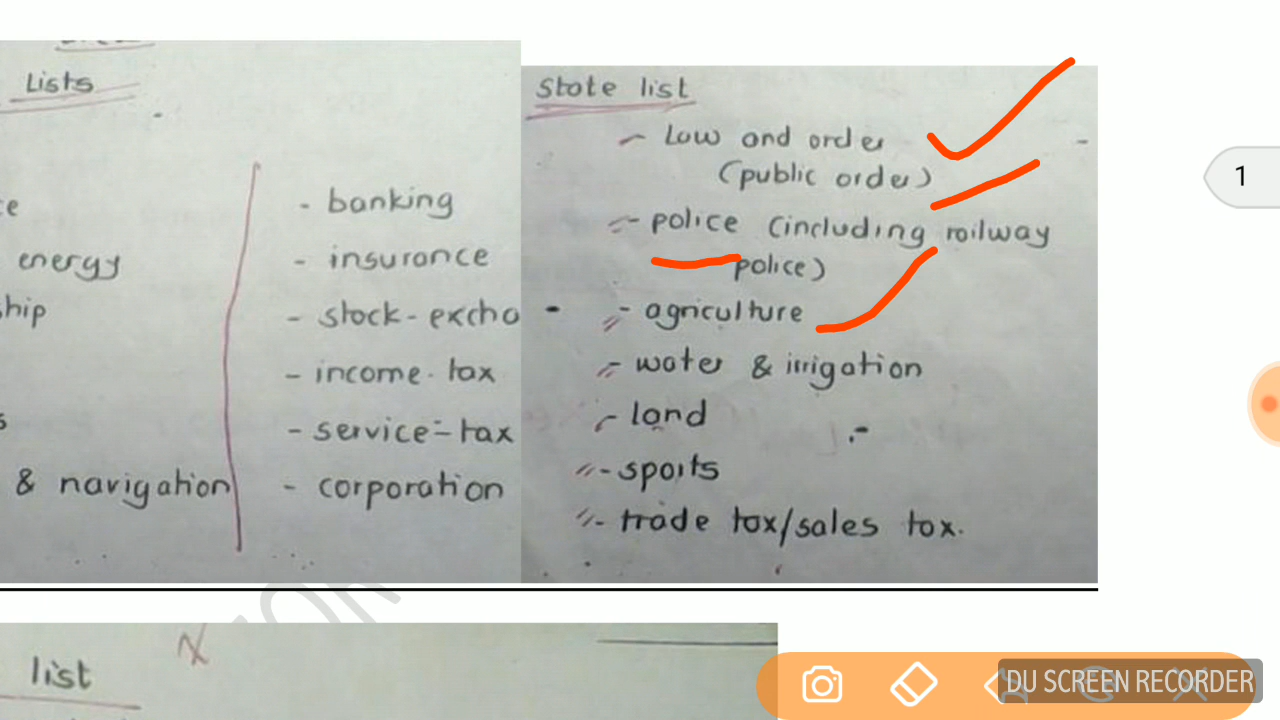 Lists
energy
ship
& navigation
- banking
- insurance
- stock-excha
- income tax
- service-tax
- corporation
State list
- Law and order
(public order)
- police (including railway
police)
- agriculture
- water & irrigation
- land
- sports
- trade tax/sales tax.
list
1
DU SCREEN RECORDER